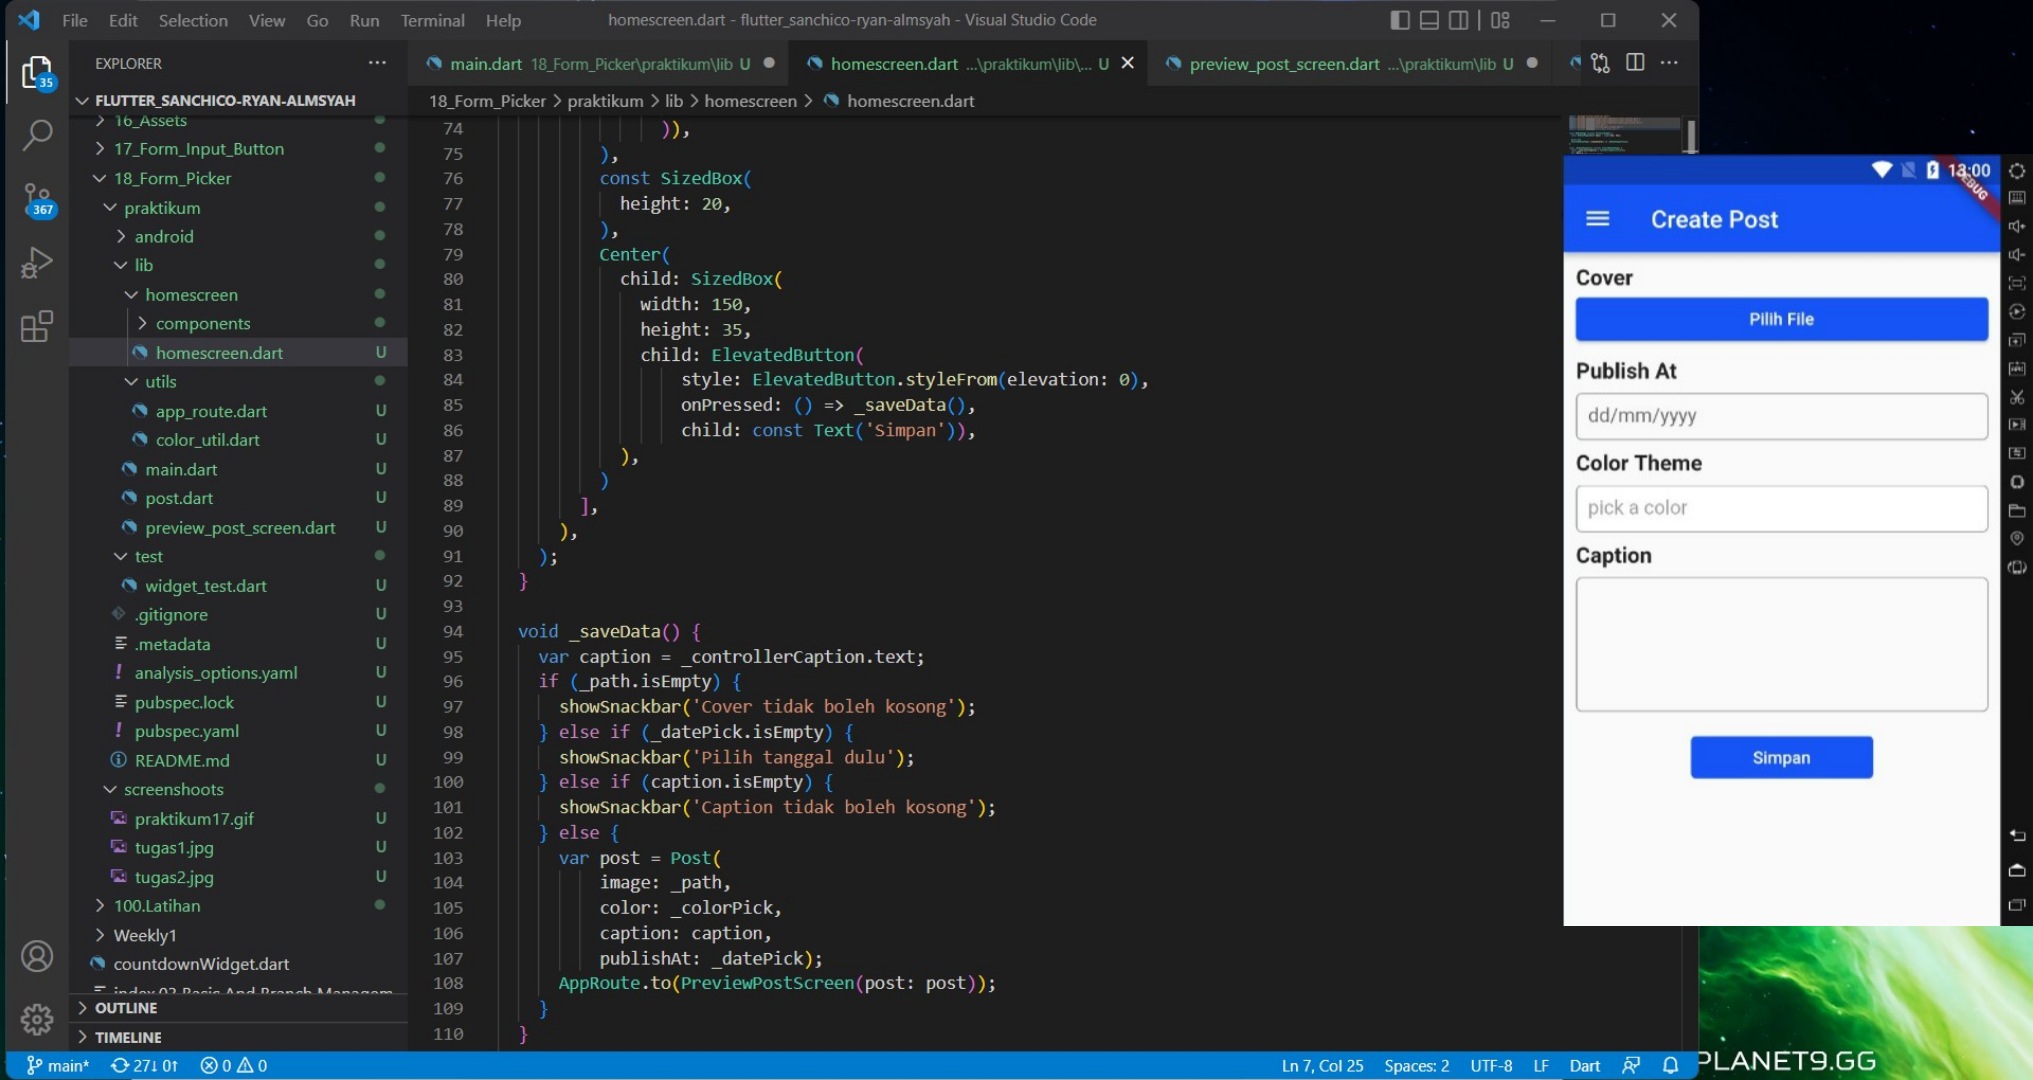 File Edit Selection View Go Run Terminal Help
homescreen.dart - flutter_sanchico-ryan-almsyah - Visual Studio Code
EXPLORER
main.dart 18_Form_Picker\praktikum\lib U
homescreen.dart ...\praktikum\lib\... U
preview_post_screen.dart ...\praktikum\lib U
18_Form_Picker > praktikum > lib > homescreen > homescreen.dart
35
367
FLUTTER_SANCHICO-RYAN-ALMSYAH
16_Assets
17_Form_Input_Button
18_Form_Picker
praktikum
android
lib
homescreen
components
homescreen.dart U
utils
app_route.dart U
color_util.dart U
main.dart U
post.dart U
preview_post_screen.dart U
test
widget_test.dart U
.gitignore U
.metadata U
analysis_options.yaml U
pubspec.lock U
pubspec.yaml U
README.md U
screenshoots
praktikum17.gif U
tugas1.jpg U
tugas2.jpg U
100.Latihan
Weekly1
countdownWidget.dart
index 03 Basic And Branch Managem
OUTLINE
TIMELINE
74 )),
75 ),
76 const SizedBox(
77 height: 20,
78 ),
79 Center(
80 child: SizedBox(
81 width: 150,
82 height: 35,
83 child: ElevatedButton(
84 style: ElevatedButton.styleFrom(elevation: 0),
85 onPressed: () => _saveData(),
86 child: const Text('Simpan')),
87 ),
88 )
89 ],
90 ),
91 );
92 }
93
94 void _saveData() {
95 var caption = _controllerCaption.text;
96 if (_path.isEmpty) {
97 showSnackbar('Cover tidak boleh kosong');
98 } else if (_datePick.isEmpty) {
99 showSnackbar('Pilih tanggal dulu');
100 } else if (caption.isEmpty) {
101 showSnackbar('Caption tidak boleh kosong');
102 } else {
103 var post = Post(
104 image: _path,
105 color: _colorPick,
106 caption: caption,
107 publishAt: _datePick);
108 AppRoute.to(PreviewPostScreen(post: post));
109 }
110 }
13:00
DEBUG
Create Post
Cover
Pilih File
Publish At
dd/mm/yyyy
Color Theme
pick a color
Caption
Simpan
main* 27↓ 0↑ 0 0
Ln 7, Col 25 Spaces: 2 UTF-8 LF Dart
PLANET9.GG